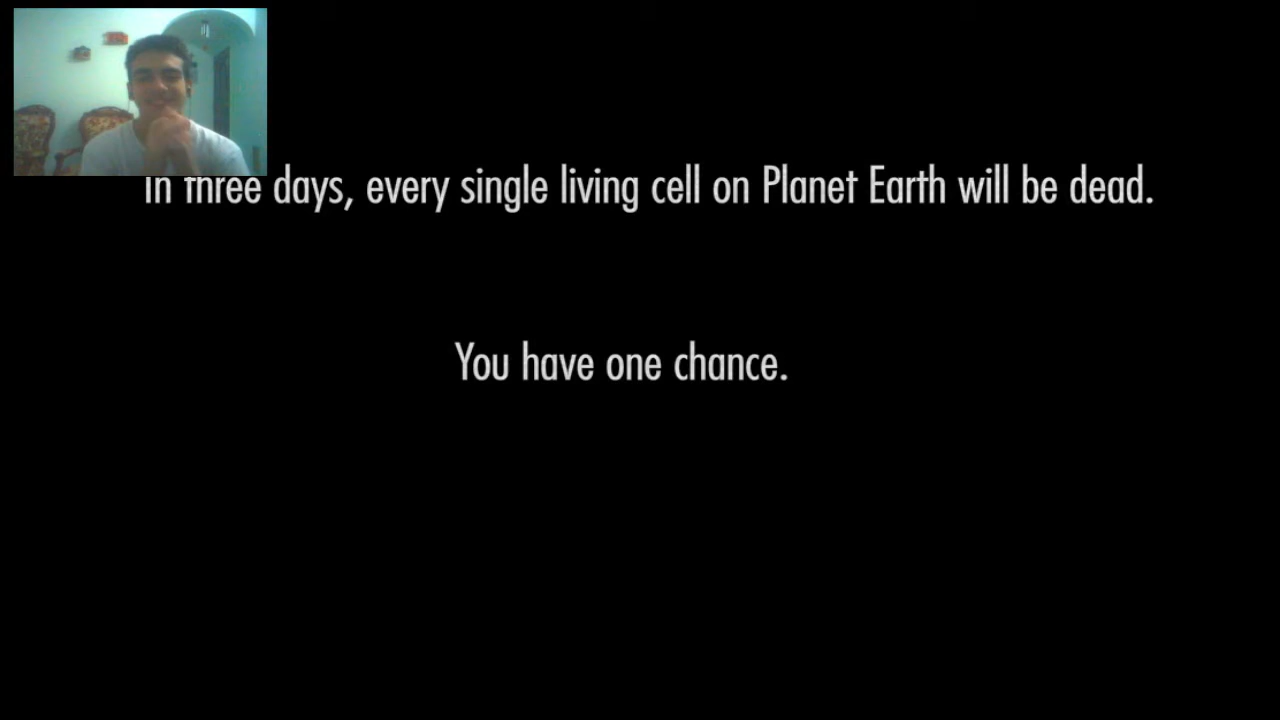 In three days, every single living cell on Planet Earth will be dead.
You have one chance.